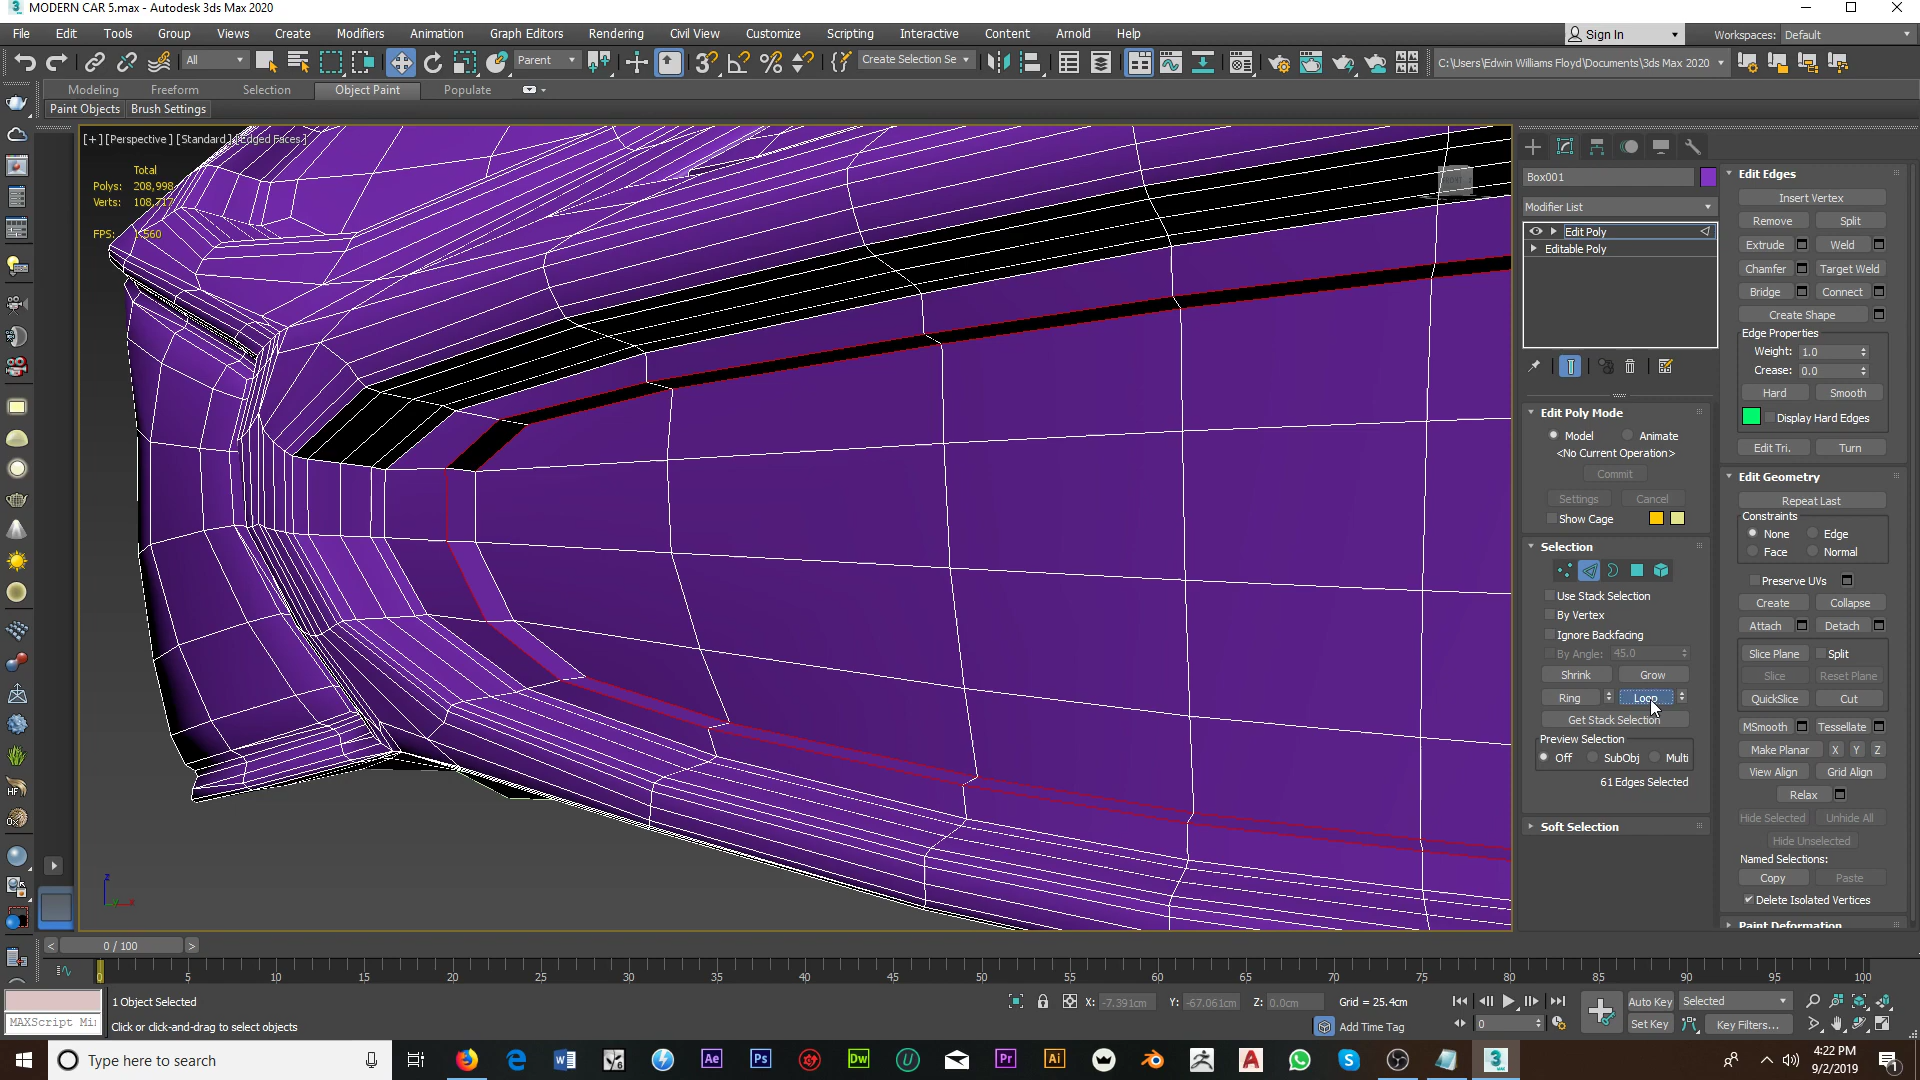 MODERN CAR 5.max - Autodesk 3ds Max 2020
File Edit Tools Group Views Create Modifiers Animation Graph Editors Rendering Civil View Customize Scripting Interactive Content Arnold Help
Sign In Workspaces: Default
All Parent Create Selection Se C:\Users\Edwin Williams Floyd\Documents\3ds Max 2020
Modeling Freeform Selection Object Paint Populate
Paint Objects Brush Settings
[+] [Perspective] [Standard] [Edged Faces]
Total
Polys: 208,998
Verts: 108,717
FPS: 1.560
Box001
Modifier List
Edit Poly
Editable Poly
Edit Poly Mode
Model Animate
<No Current Operation>
Commit
Settings Cancel
Show Cage
Selection
Use Stack Selection
By Vertex
Ignore Backfacing
By Angle: 45.0
Shrink Grow
Ring Loop
Get Stack Selection
Preview Selection
Off SubObj Multi
61 Edges Selected
Soft Selection
Edit Edges
Insert Vertex
Remove Split
Extrude Weld
Chamfer Target Weld
Bridge Connect
Create Shape
Edge Properties
Weight: 1.0
Crease: 0.0
Hard Smooth
Display Hard Edges
Edit Tri. Turn
Edit Geometry
Repeat Last
Constraints
None Edge
Face Normal
Preserve UVs
Create Collapse
Attach Detach
Slice Plane Split
Slice Reset Plane
QuickSlice Cut
MSmooth Tessellate
Make Planar X Y Z
View Align Grid Align
Relax
Hide Selected Unhide All
Hide Unselected
Named Selections:
Copy Paste
Delete Isolated Vertices
Paint Deformation
z x
< 0 / 100 >
0 5 10 15 20 25 30 35 40 45 50 55 60 65 70 75 80 85 90 95 100
1 Object Selected
X: -7.391cm Y: -67.061cm Z: 0.0cm Grid = 25.4cm
Auto Key Selected
MAXScript Mi
Click or click-and-drag to select objects
Add Time Tag
0
Set Key Key Filters...
Type here to search
Ae Ps Dw Pr Ai
4:22 PM
9/2/2019
1